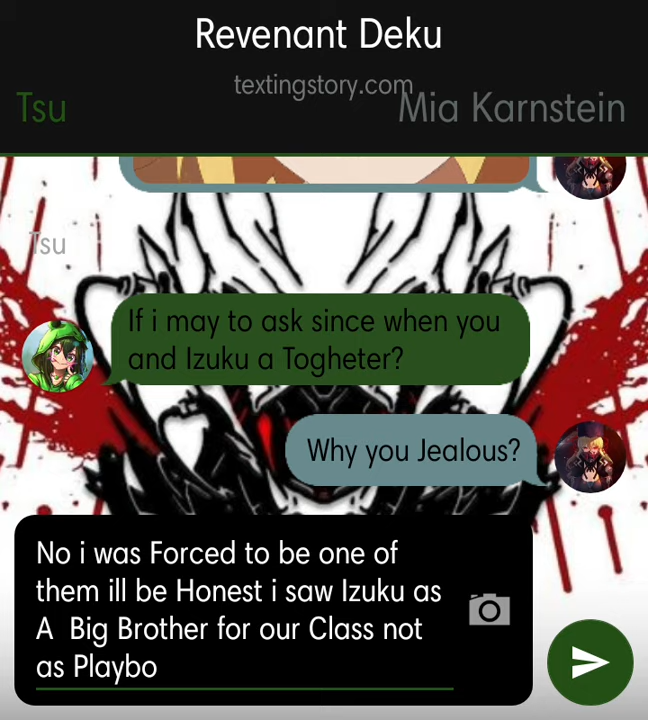 Revenant Deku
textingstory.com
Tsu
Mia Karnstein
Tsu
If i may to ask since when you
and Izuku a Togheter?
Why you Jealous?
No i was Forced to be one of
them ill be Honest i saw Izuku as
A  Big Brother for our Class not
as Playbo